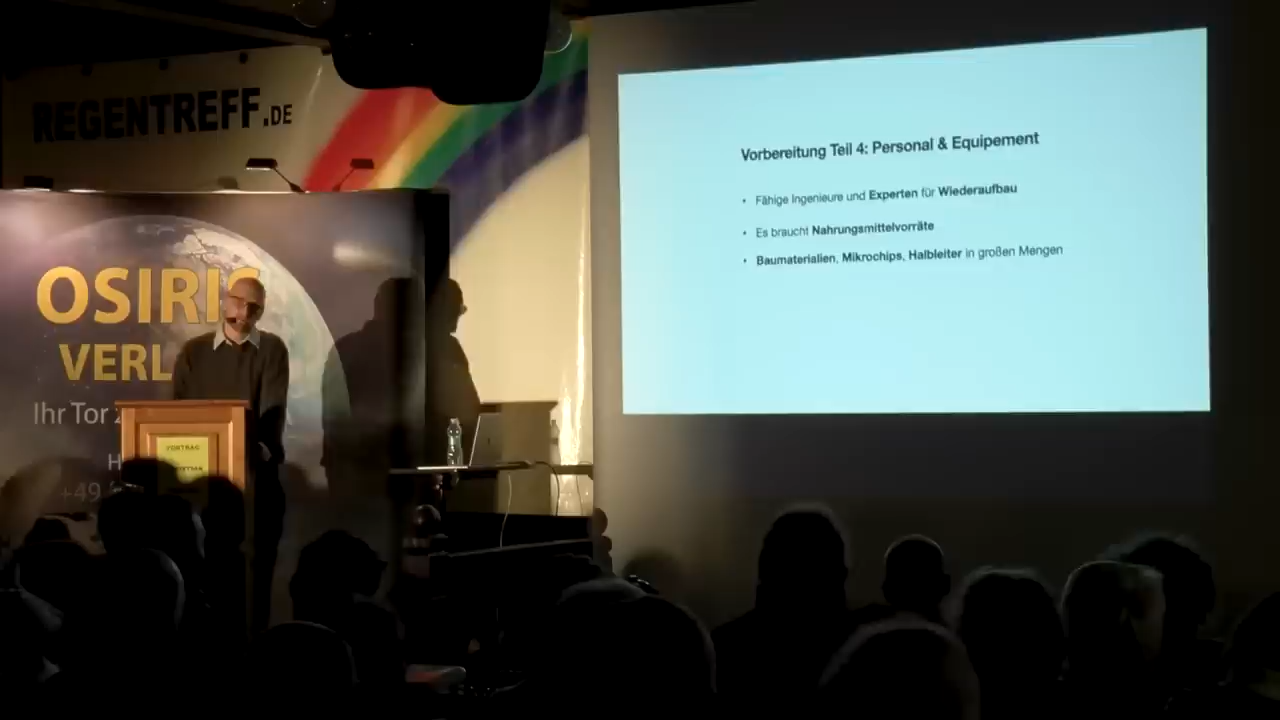 REGENTREFF.DE
OSIRIS
VERL
Ihr Tor
H
+49
VORTRAG
Vorbereitung Teil 4: Personal & Equipement
• Fähige Ingenieure und Experten für Wiederaufbau
• Es braucht Nahrungsmittelvorräte
• Baumaterialien, Mikrochips, Halbleiter in großen Mengen